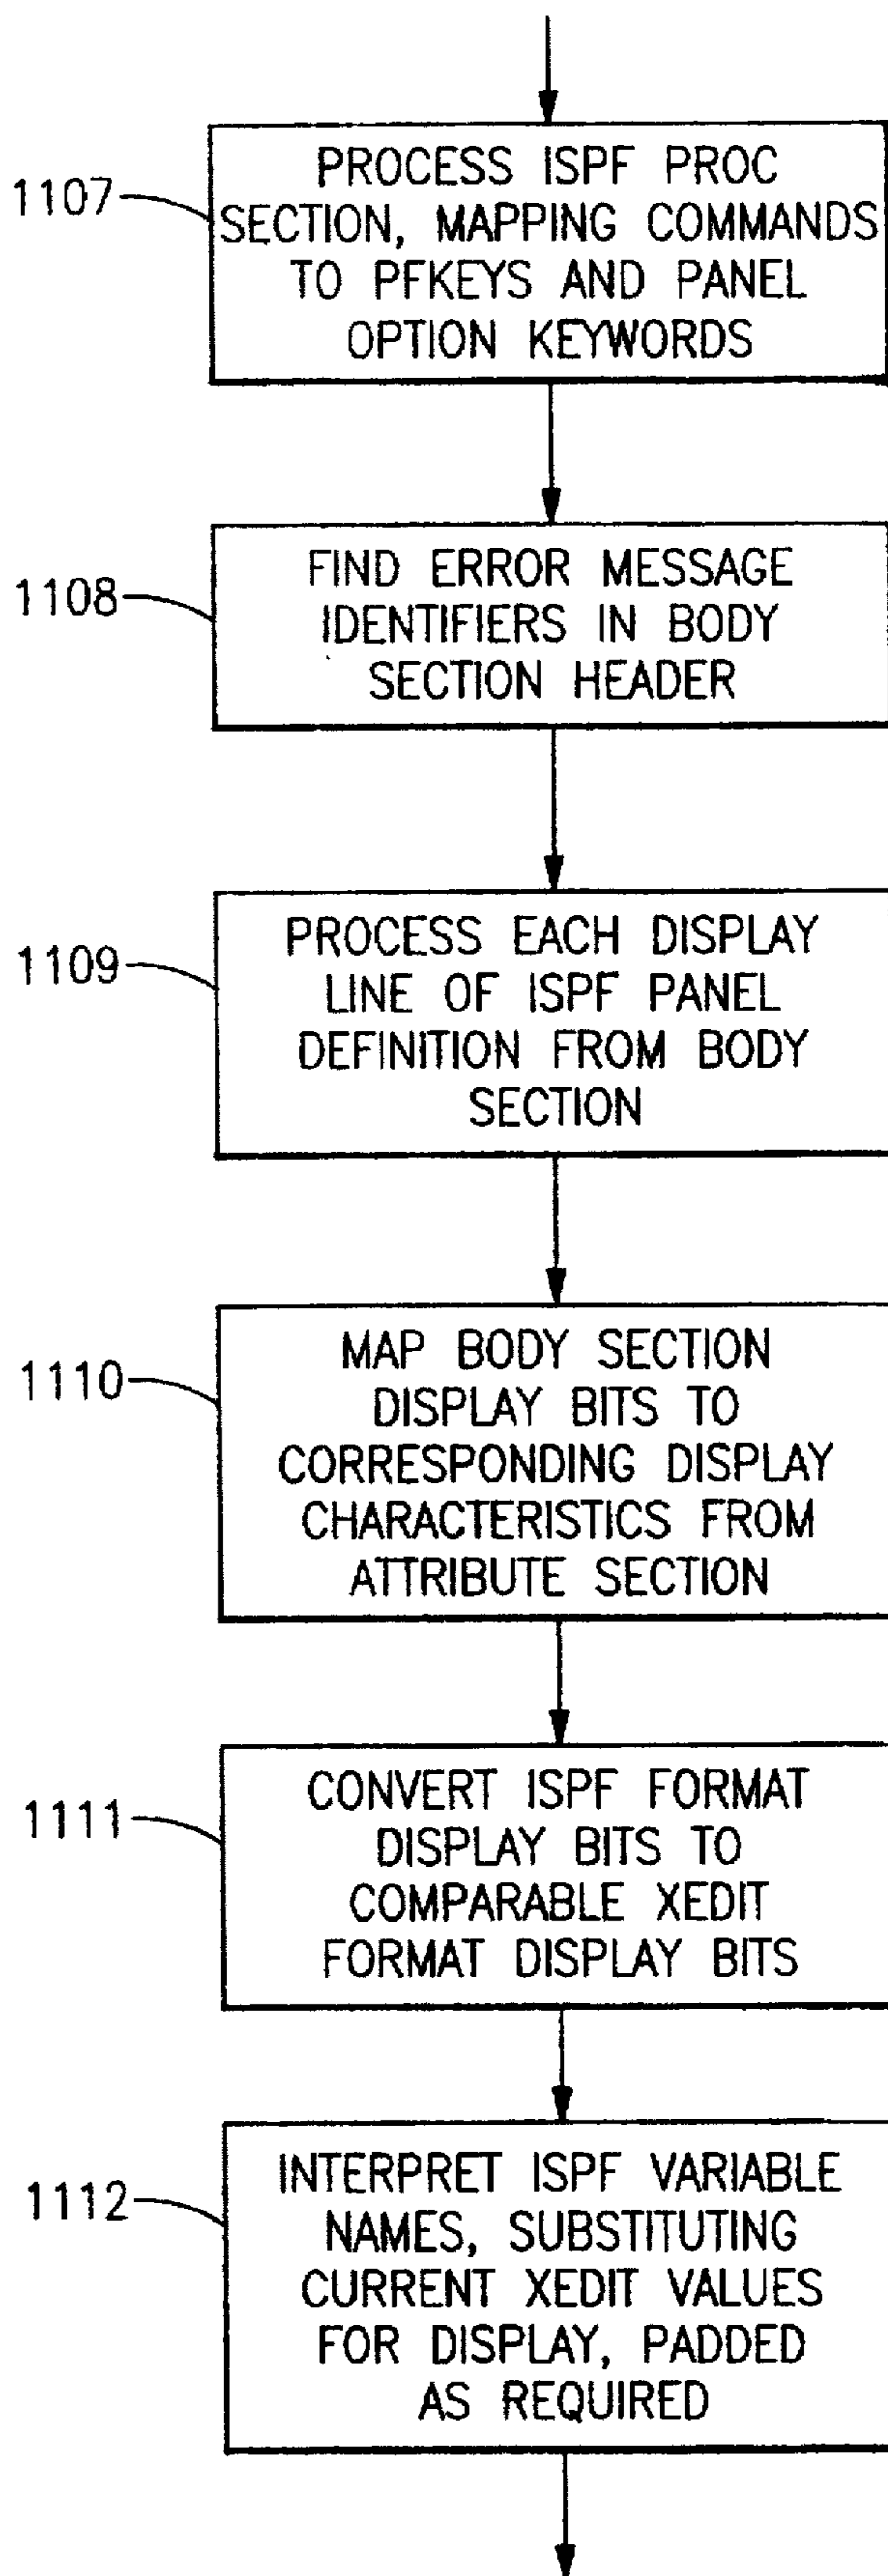 1107
PROCESS ISPF PROC
SECTION, MAPPING COMMANDS
TO PFKEYS AND PANEL
OPTION KEYWORDS
1108
FIND ERROR MESSAGE
IDENTIFIERS IN BODY
SECTION HEADER
1109
PROCESS EACH DISPLAY
LINE OF ISPF PANEL
DEFINITION FROM BODY
SECTION
1110
MAP BODY SECTION
DISPLAY BITS TO
CORRESPONDING DISPLAY
CHARACTERISTICS FROM
ATTRIBUTE SECTION
1111
CONVERT ISPF FORMAT
DISPLAY BITS TO
COMPARABLE XEDIT
FORMAT DISPLAY BITS
1112
INTERPRET ISPF VARIABLE
NAMES, SUBSTITUTING
CURRENT XEDIT VALUES
FOR DISPLAY, PADDED
AS REQUIRED